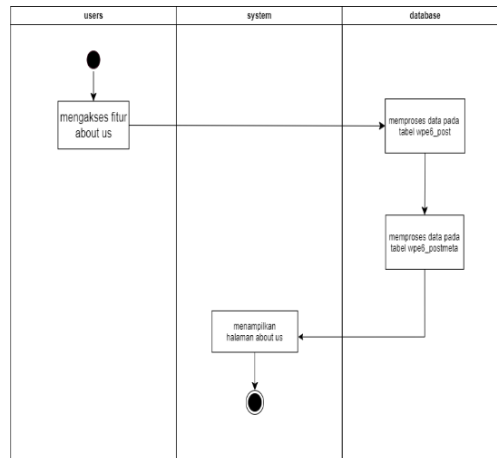 users
system
database
mengakses fitur
about us
memproses data pada
tabel wpe6_post
memproses data pada
tabel wpe6_postmeta
menampilkan
halaman about us